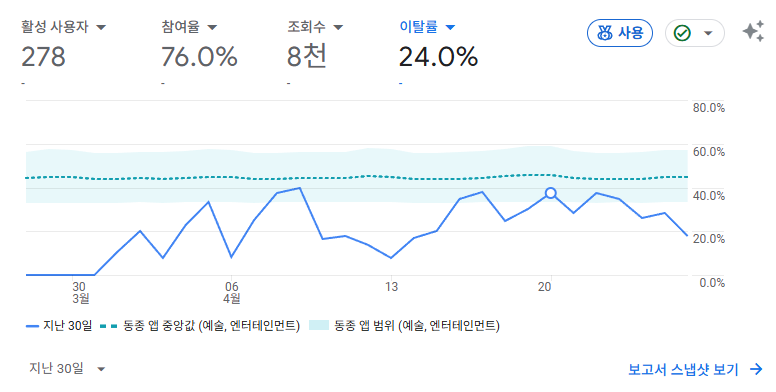 활성 사용자 참여율 조회수 이탈률 사용
278 76.0% 8천 24.0%
- - - -
80.0%
60.0%
40.0%
20.0%
0.0%
30 06 13 20
3월 4월
지난 30일 동종 앱 중앙값 (예술, 엔터테인먼트) 동종 앱 범위 (예술, 엔터테인먼트)
지난 30일 보고서 스냅샷 보기